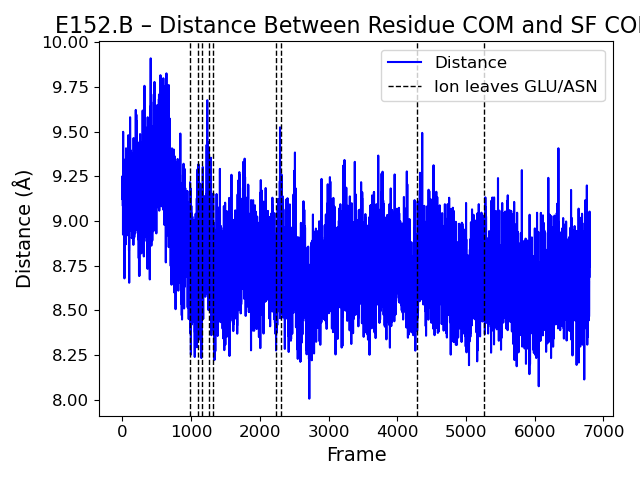 E152.B – Distance Between Residue COM and SF CO
10.00
9.75
9.50
9.25
9.00
8.75
8.50
8.25
8.00
Distance (Å)
Distance
Ion leaves GLU/ASN
0 1000 2000 3000 4000 5000 6000 7000
Frame